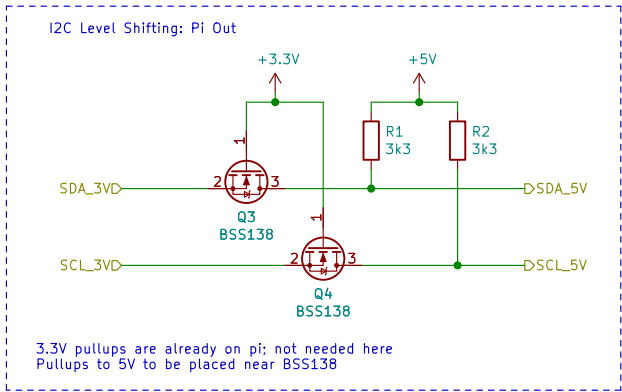 I2C Level Shifting: Pi Out
+3.3V
+5V
R1
3k3
R2
3k3
1
SDA_3V
2
3
SDA_5V
Q3
BSS138
1
SCL_3V
2
3
SCL_5V
Q4
BSS138
3.3V pullups are already on pi; not needed here
Pullups to 5V to be placed near BSS138